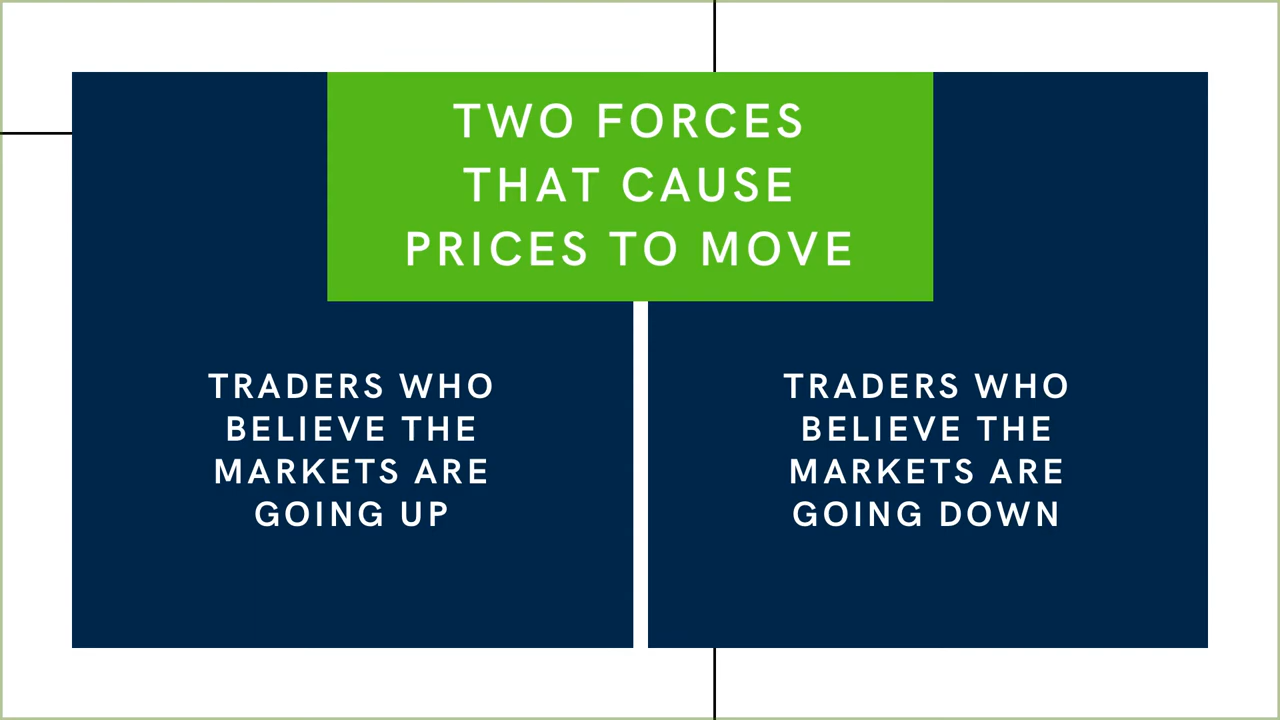 TWO FORCES
THAT CAUSE
PRICES TO MOVE
TRADERS WHO
BELIEVE THE
MARKETS ARE
GOING UP
TRADERS WHO
BELIEVE THE
MARKETS ARE
GOING DOWN